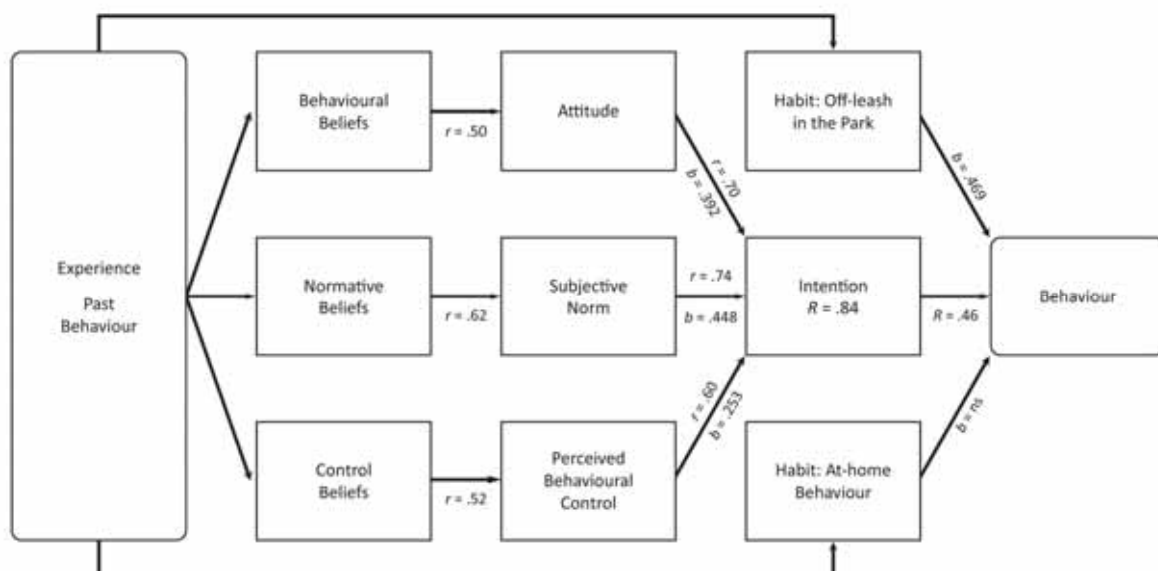 Experience
Past
Behaviour
Behavioural
Beliefs
r = .50
Attitude
r = .70
b = .392
Habit: Off-leash
in the Park
b = .469
Normative
Beliefs
r = .62
Subjective
Norm
r = .74
b = .448
Intention
R = .84
R = .46
Behaviour
Control
Beliefs
r = .52
Perceived
Behavioural
Control
r = .60
b = .253
Habit: At-home
Behaviour
b = ns